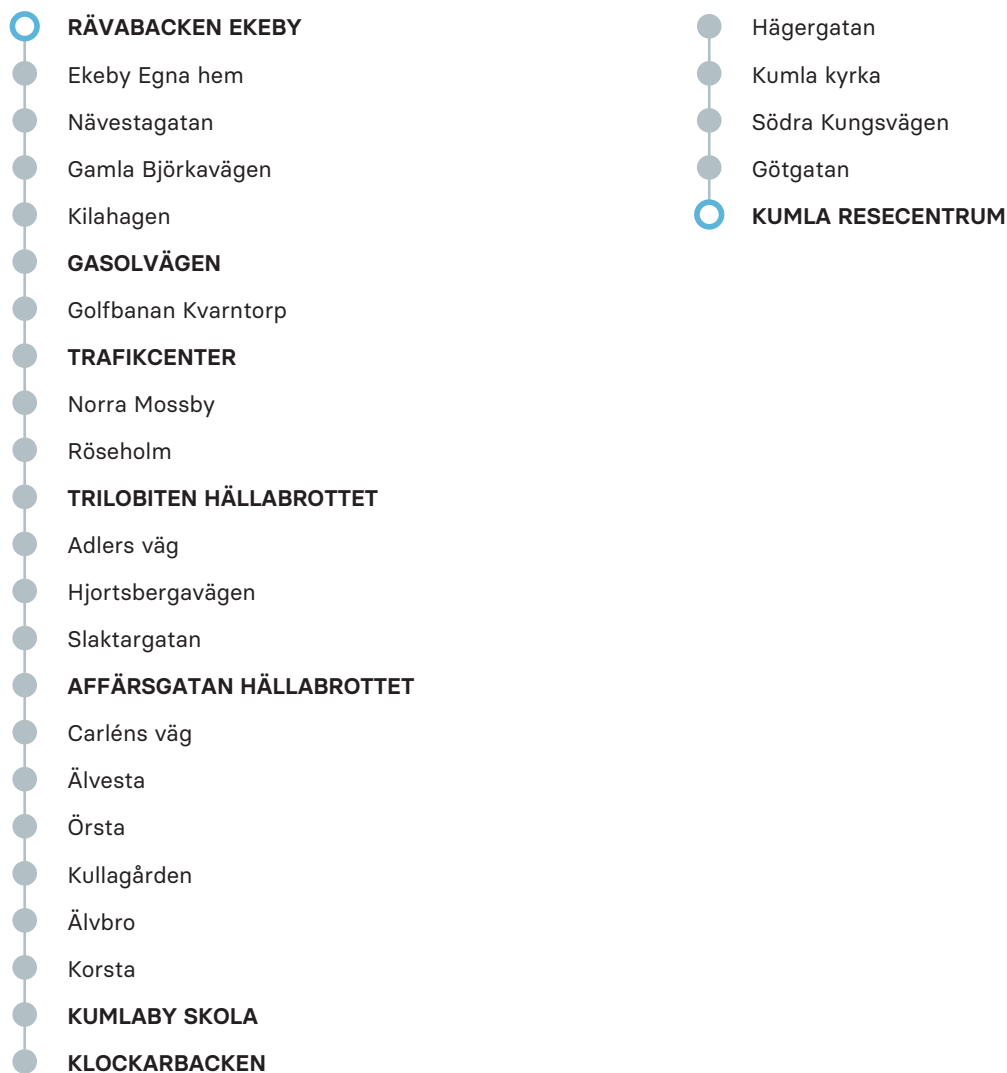 RÄVABACKEN EKEBY
Ekeby Egna hem
Nävestagatan
Gamla Björkavägen
Kilahagen
GASOLVÄGEN
Golfbanan Kvarntorp
TRAFIKCENTER
Norra Mossby
Röseholm
TRILOBITEN HÄLLABROTTET
Adlers väg
Hjortsbergavägen
Slaktargatan
AFFÄRSGATAN HÄLLABROTTET
Carléns väg
Älvesta
Örsta
Kullagården
Älvbro
Korsta
KUMLABY SKOLA
KLOCKARBACKEN
Hägergatan
Kumla kyrka
Södra Kungsvägen
Götgatan
KUMLA RESECENTRUM